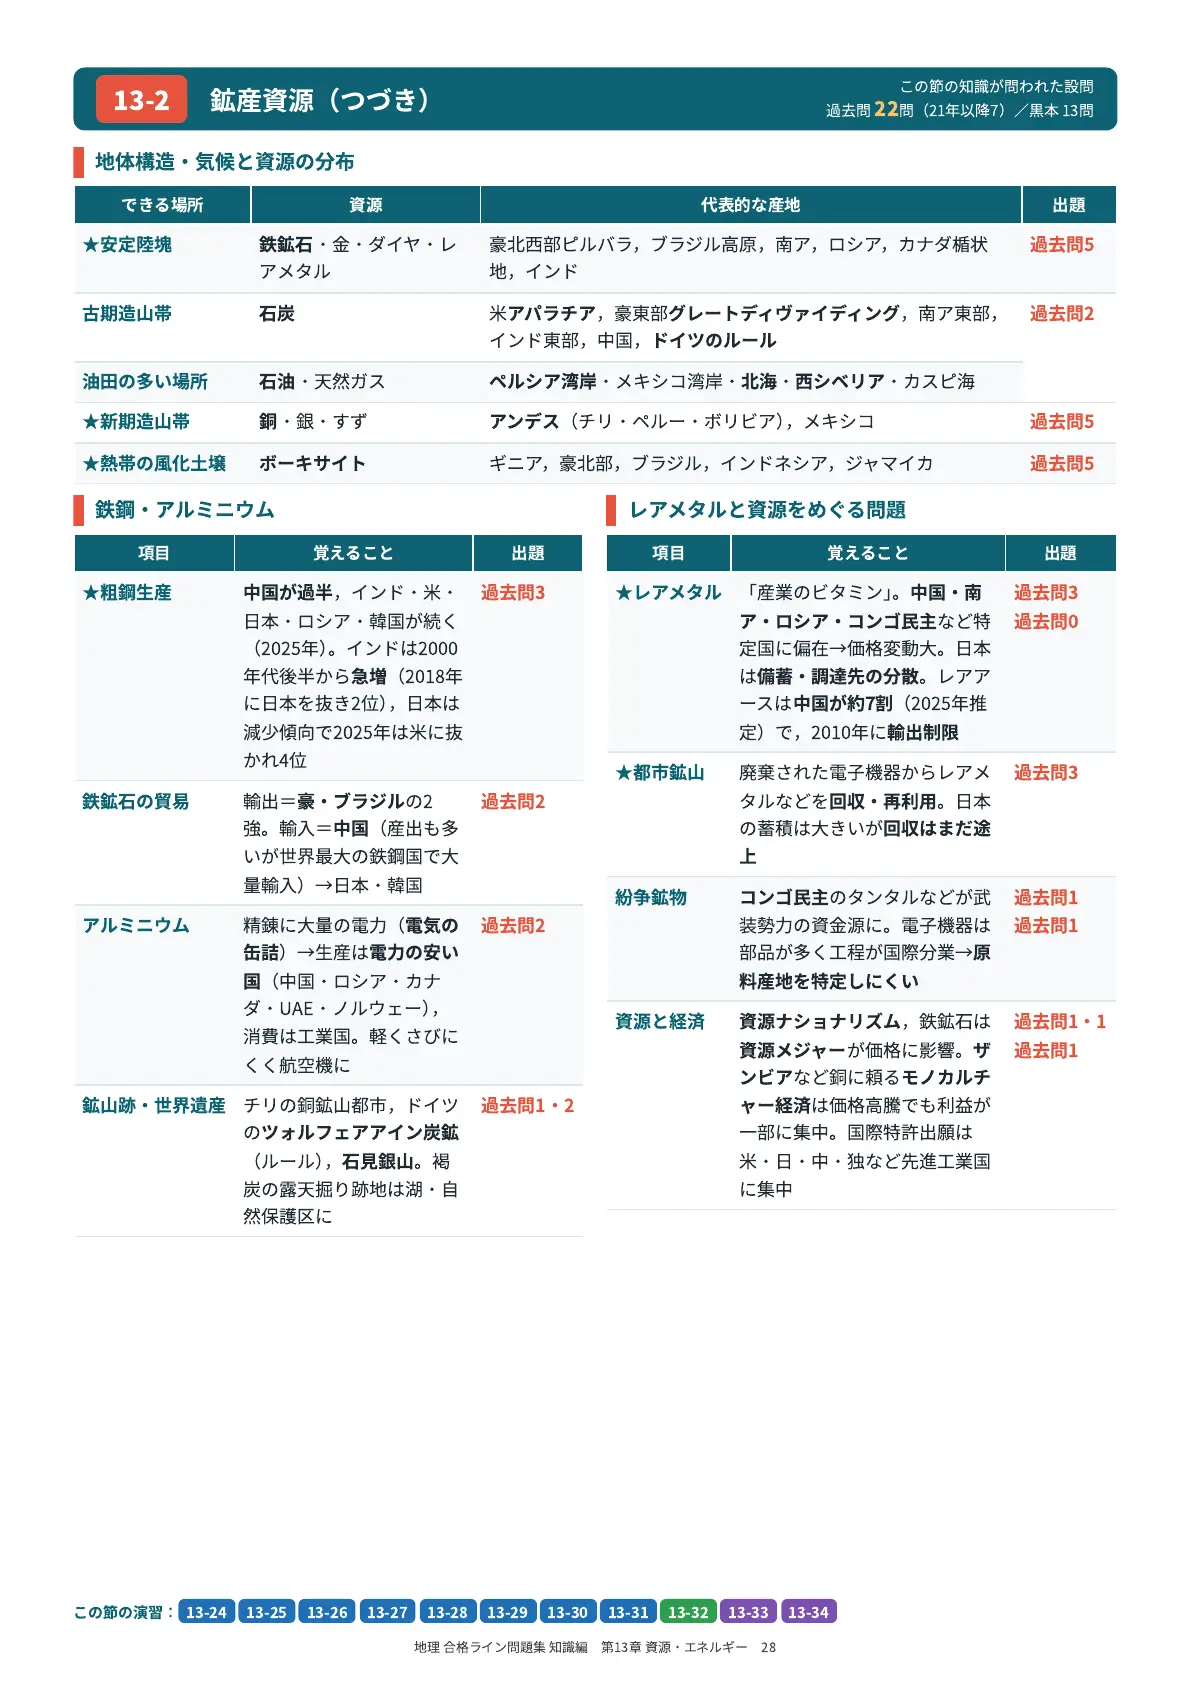 13-2 鉱産資源（つづき）
この節の知識が問われた設問
過去問 22問（21年以降7）／黒本 13問
地体構造・気候と資源の分布
できる場所 資源 代表的な産地 出題
★安定陸塊 鉄鉱石・金・ダイヤ・レ 豪北西部ピルバラ，ブラジル高原，南ア，ロシア，カナダ楯状 過去問5
アメタル 地，インド
古期造山帯 石炭 米アパラチア，豪東部グレートディヴァイディング，南ア東部， 過去問2
インド東部，中国，ドイツのルール
油田の多い場所 石油・天然ガス ペルシア湾岸・メキシコ湾岸・北海・西シベリア・カスピ海
★新期造山帯 銅・銀・すず アンデス（チリ・ペルー・ボリビア），メキシコ 過去問5
★熱帯の風化土壌 ボーキサイト ギニア，豪北部，ブラジル，インドネシア，ジャマイカ 過去問5
鉄鋼・アルミニウム
項目 覚えること 出題
★粗鋼生産 中国が過半，インド・米・ 過去問3
日本・ロシア・韓国が続く
（2025年）。インドは2000
年代後半から急増（2018年
に日本を抜き2位），日本は
減少傾向で2025年は米に抜
かれ4位
鉄鉱石の貿易 輸出＝豪・ブラジルの2 過去問2
強。輸入＝中国（産出も多
いが世界最大の鉄鋼国で大
量輸入）→日本・韓国
アルミニウム 精錬に大量の電力（電気の 過去問2
缶詰）→生産は電力の安い
国（中国・ロシア・カナ
ダ・UAE・ノルウェー），
消費は工業国。軽くさびに
くく航空機に
鉱山跡・世界遺産 チリの銅鉱山都市，ドイツ 過去問1・2
のツォルフェアアイン炭鉱
（ルール），石見銀山。褐
炭の露天掘り跡地は湖・自
然保護区に
レアメタルと資源をめぐる問題
項目 覚えること 出題
★レアメタル 「産業のビタミン」。中国・南 過去問3
ア・ロシア・コンゴ民主など特 過去問0
定国に偏在→価格変動大。日本
は備蓄・調達先の分散。レアア
ースは中国が約7割（2025年推
定）で，2010年に輸出制限
★都市鉱山 廃棄された電子機器からレアメ 過去問3
タルなどを回収・再利用。日本
の蓄積は大きいが回収はまだ途
上
紛争鉱物 コンゴ民主のタンタルなどが武 過去問1
装勢力の資金源に。電子機器は 過去問1
部品が多く工程が国際分業→原
料産地を特定しにくい
資源と経済 資源ナショナリズム，鉄鉱石は 過去問1・1
資源メジャーが価格に影響。ザ 過去問1
ンビアなど銅に頼るモノカルチ
ャー経済は価格高騰でも利益が
一部に集中。国際特許出願は
米・日・中・独など先進工業国
に集中
この節の演習： 13-24 13-25 13-26 13-27 13-28 13-29 13-30 13-31 13-32 13-33 13-34
地理 合格ライン問題集 知識編 第13章 資源・エネルギー 28